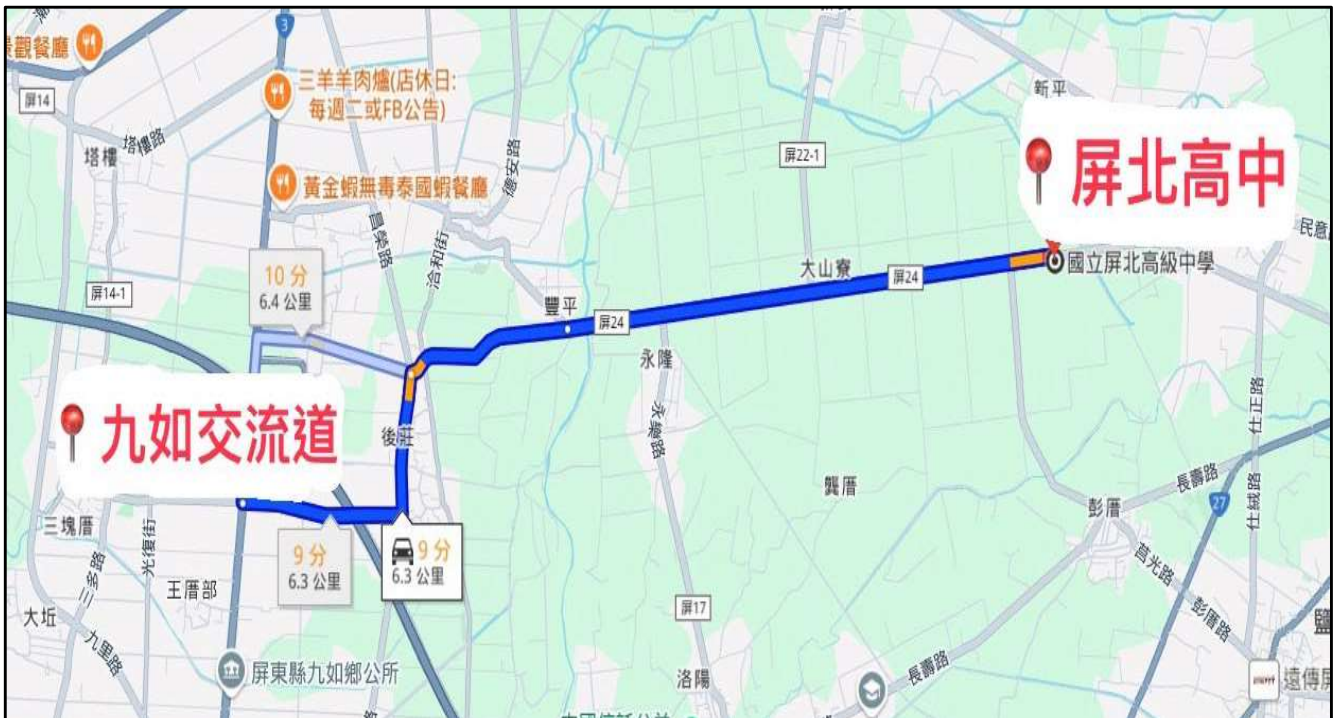 3
景觀餐廳
三羊羊肉爐(店休日:
每週二或FB公告)
屏14
塔樓路
塔樓
德安路
屏22-1
新平
屏北高中
黃金蝦無毒泰國蝦餐廳
昌榮路
洽和街
民意
10 分
6.4 公里
大山寮
屏24
國立屏北高級中學
屏14-1
豐平
屏24
永隆
九如交流道
後庄
永樂路
仕正路
龔厝
長壽路
27
彭厝
仕絨路
三塊厝
光復街
9 分
6.3 公里
9 分
6.3 公里
莒光路
三多路
王厝部
大坵
九里路
屏17
彭厝路
鹽
屏東縣九如鄉公所
洛陽
長壽路
遠傳屏